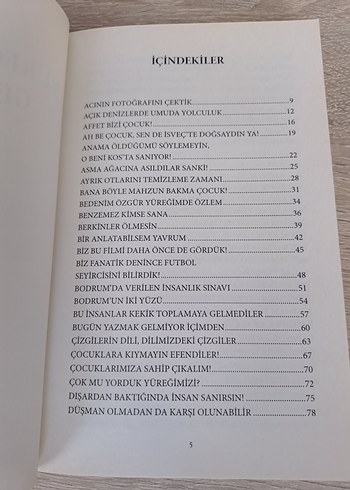 İÇİNDEKİLER
ACININ FOTOĞRAFINI ÇEKTİK.......................................9
AÇIK DENİZLERDE UMUDA YOLCULUK..........................12
AFFET BİZİ ÇOCUK!.......................................................16
AH BE ÇOCUK, SEN DE İSVEÇ'TE DOĞSAYDIN YA!..........19
ANAMA ÖLDÜĞÜMÜ SÖYLEMEYİN,
O BENİ KOS'TA SANIYOR!..............................................22
ASMA AĞACINA ASILDILAR SANKİ!................................25
AYRIK OTLARINI TEMİZLEME ZAMANI...........................28
BANA BÖYLE MAHZUN BAKMA ÇOCUK!..........................31
BEDENİM ÖZGÜR YÜREĞİMDE ÖZLEM...........................34
BENZEMEZ KİMSE SANA................................................36
BERKİNLER ÖLMESİN.....................................................39
BİR ANLATABİLSEM YAVRUM.........................................42
BİZ BU FİLMİ DAHA ÖNCE DE GÖRDÜK!.........................45
BİZ FANATİK DENİNCE FUTBOL
SEYİRCİSİNİ BİLİRDİK!...................................................48
BODRUM'DA VERİLEN İNSANLIK SINAVI........................51
BODRUM'UN İKİ YÜZÜ...................................................54
BU İNSANLAR KEKİK TOPLAMAYA GELMEDİLER............57
BUGÜN YAZMAK GELMİYOR İÇİMDEN...........................60
ÇİZGİLERİN DİLİ, DİLİMİZDEKİ ÇİZGİLER......................63
ÇOCUKLARA KIYMAYIN EFENDİLER!..............................67
ÇOCUKLARIMIZA SAHİP ÇIKALIM!.................................70
ÇOK MU YORDUK YÜREĞİMİZİ?.....................................72
DIŞARDAN BAKTIĞINDA İNSAN SANIRSIN!....................75
DÜŞMAN OLMADAN DA KARŞI OLUNABİLİR..................78
5